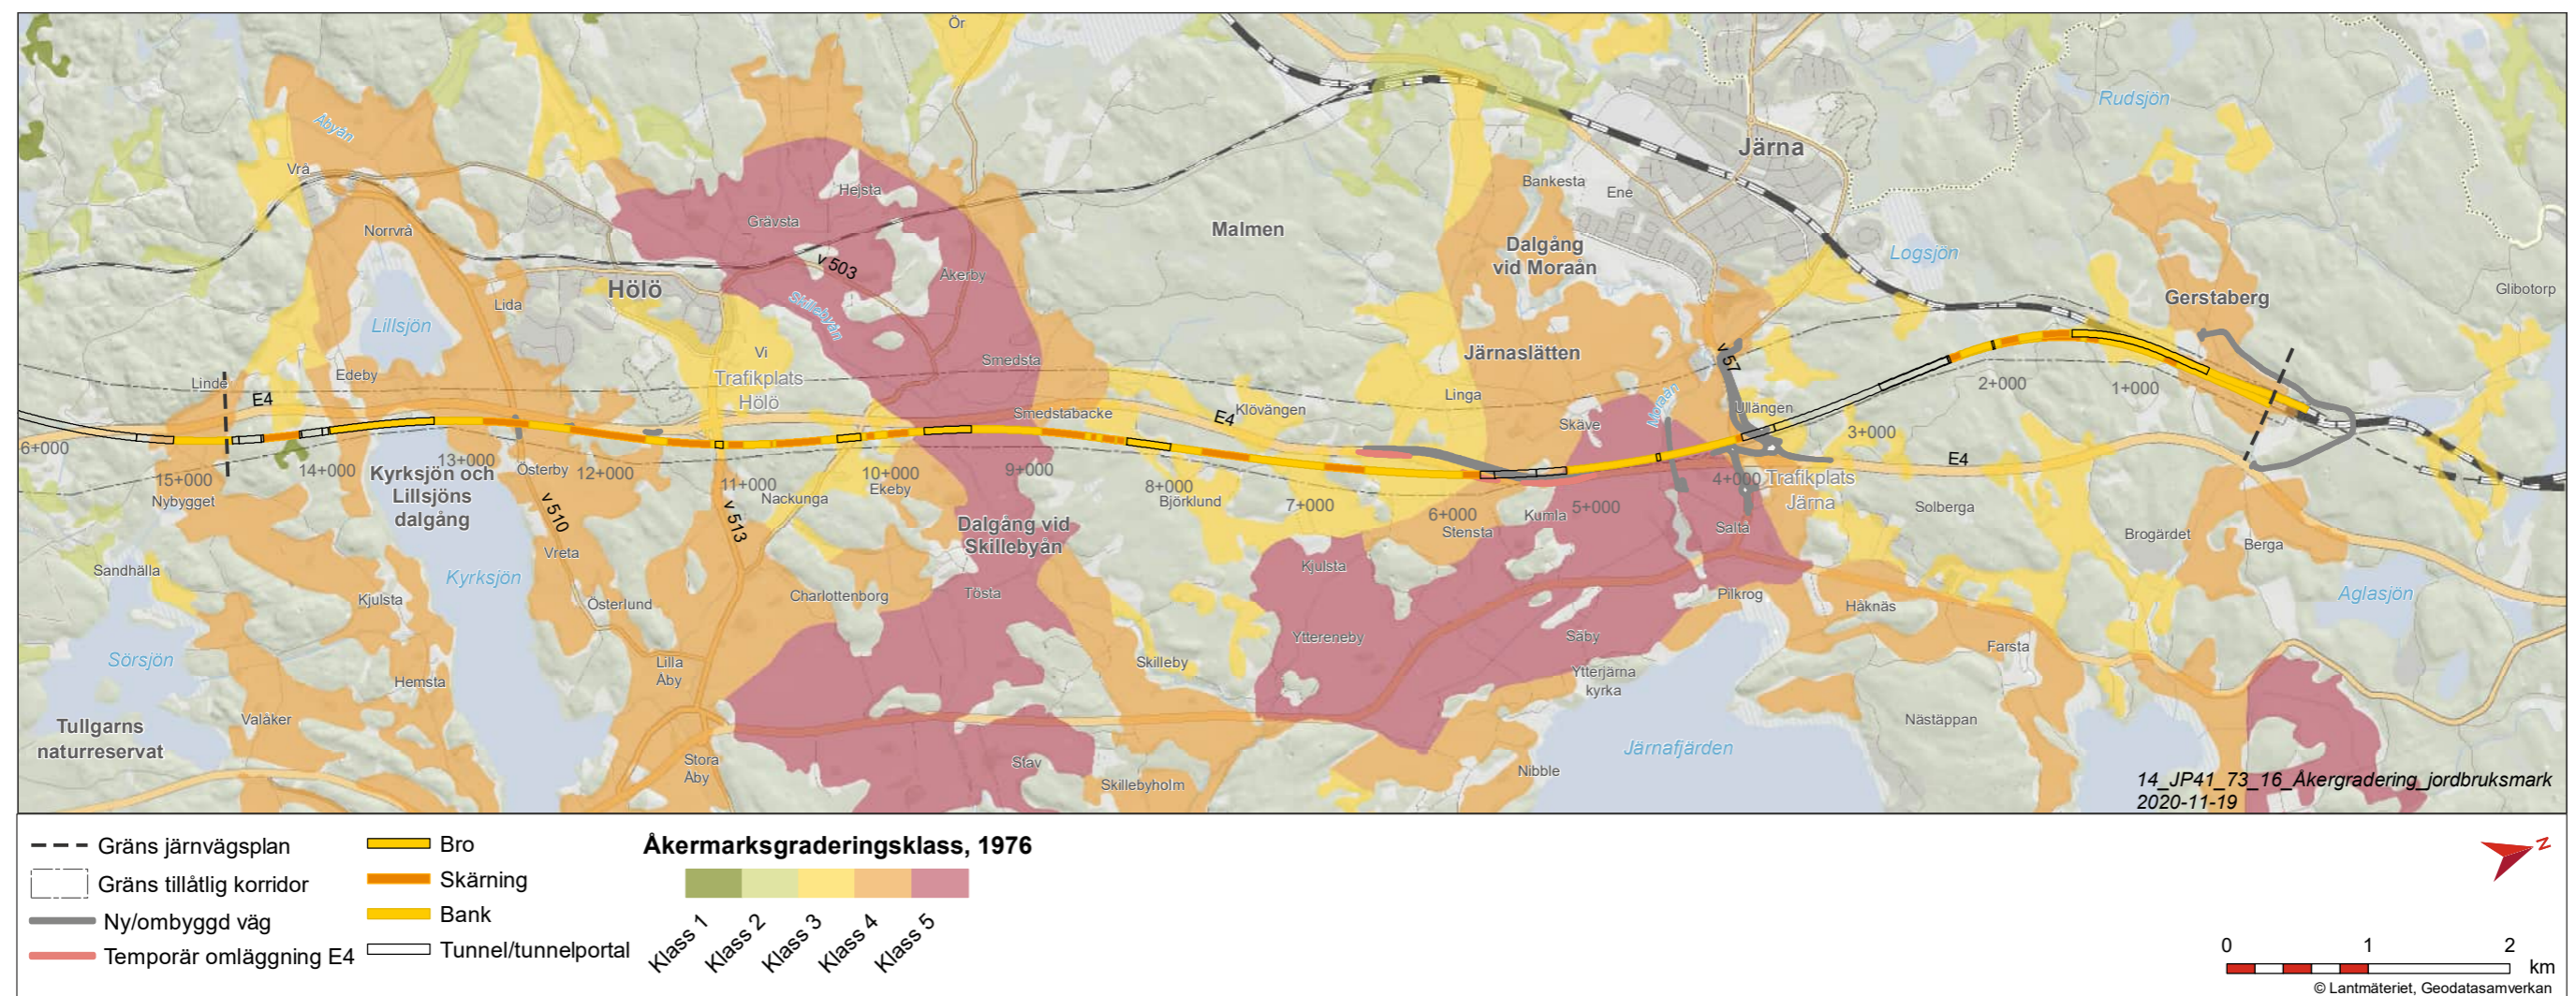 Ör
Rudsjön
Åbyån
Järna
Vrå
Hejsta
Bankesta
Ene
Grävsta
Norrvrå
Malmen
Dalgång
vid Moraån
Logsjön
v 503
Åkerby
Hölö
Glibotorp
Gerstaberg
Lida
Skillebyån
Lillsjön
Vi
Smedsta
Järnaslätten
v 57
Linde
Edeby
Trafikplats
Hölö
2+000
1+000
E4
Linga
Moraån
Ullängen
Smedstabacke
Klövängen
E4
Skäve
3+000
6+000
13+000
E4
15+000
14+000
Kyrksjön och
Lillsjöns
dalgång
Österby
12+000
11+000
10+000
9+000
8+000
4+000
Trafikplats
Järna
Nybygget
v 510
v 513
Nackunga
Ekeby
Björklund
7+000
6+000
Kumla
5+000
Solberga
Dalgång vid
Skillebyån
Stensta
Saltå
Brogärdet
Berga
Vreta
Sandhälla
Kyrksjön
Kjulsta
Kjulsta
Österlund
Charlottenborg
Tösta
Pilkrog
Håknäs
Aglasjön
Yttereneby
Säby
Farsta
Sörsjön
Lilla
Åby
Skilleby
Hemsta
Ytterjärna
kyrka
Tullgarns
naturreservat
Valåker
Nästäppan
Järnafjärden
Stora
Åby
Stav
Nibble
Skillebyholm
14_JP41_73_16_Åkergradering_jordbruksmark
2020-11-19
Gräns järnvägsplan
Gräns tillåtlig korridor
Ny/ombyggd väg
Temporär omläggning E4
Bro
Skärning
Bank
Tunnel/tunnelportal
Åkermarksgraderingsklass, 1976
Klass 1
Klass 2
Klass 3
Klass 4
Klass 5
N
0
1
2
km
© Lantmäteriet, Geodatasamverkan